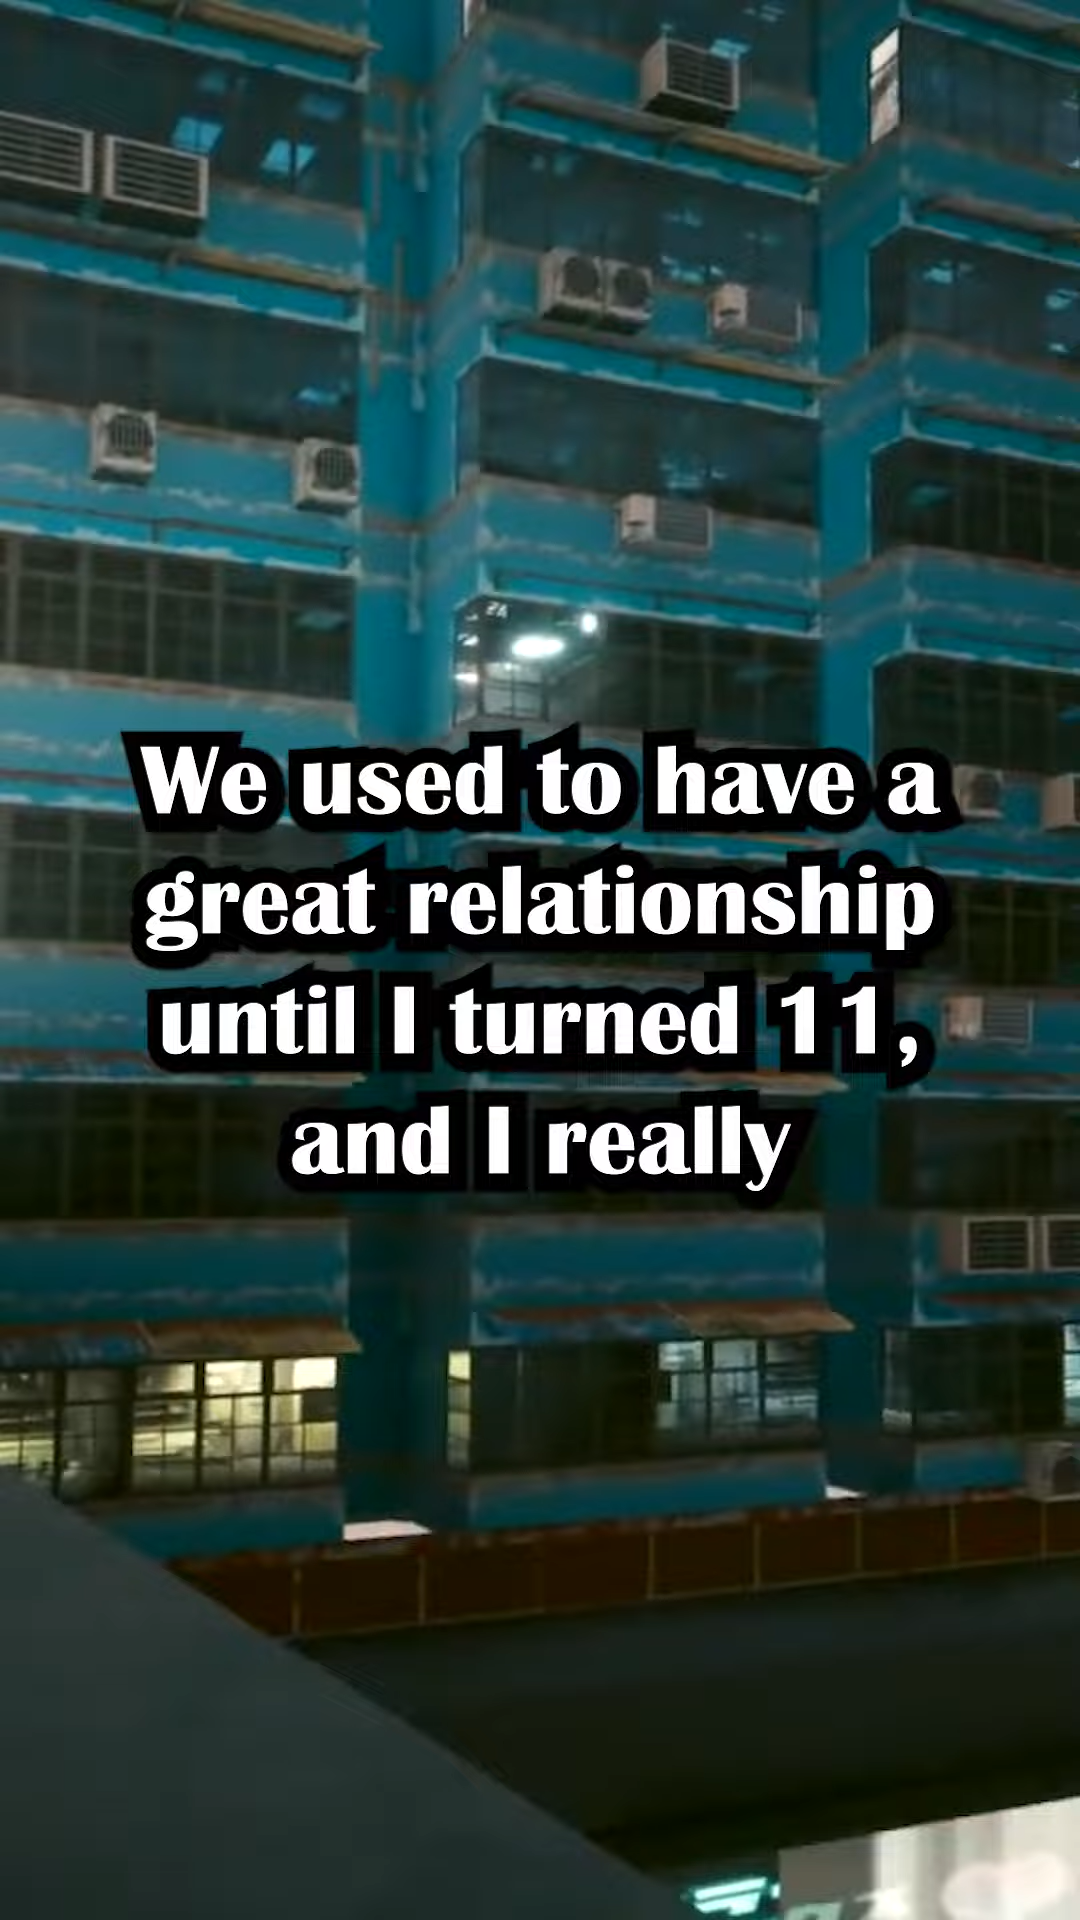 We used to have a
great relationship
until I turned 11,
and I really